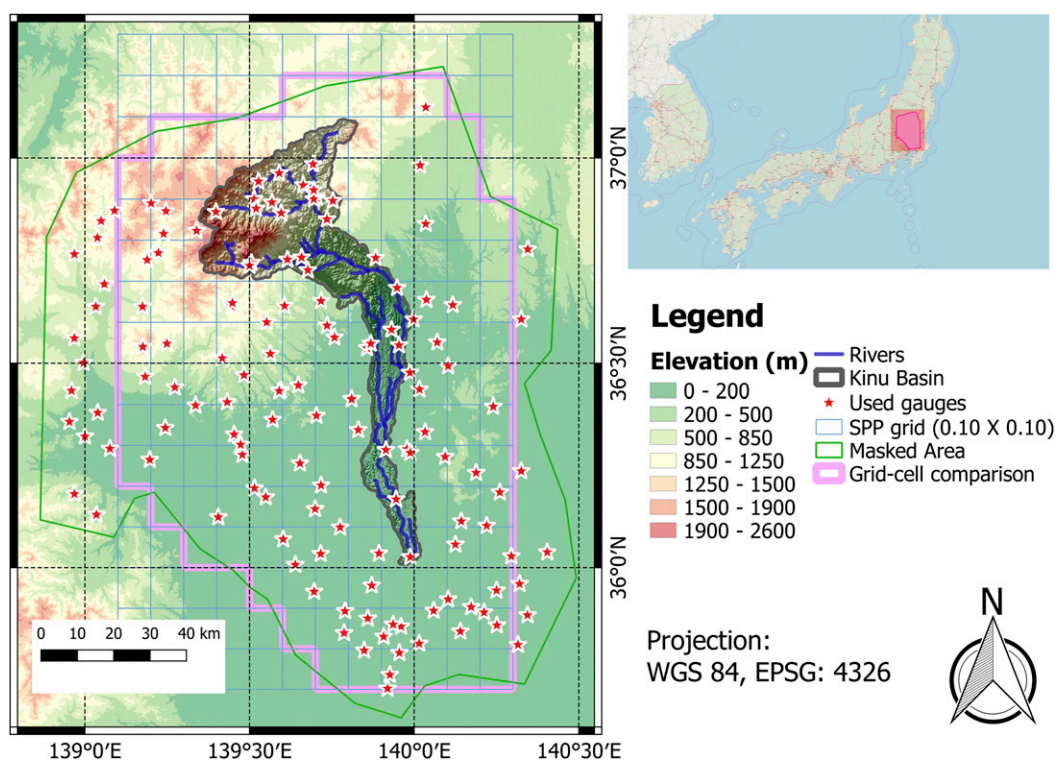 37°0′N
36°30′N
36°0′N
0 10 20 30 40 km
139°0′E
139°30′E
140°0′E
140°30′E
Legend
Elevation (m)
0 - 200
200 - 500
500 - 850
850 - 1250
1250 - 1500
1500 - 1900
1900 - 2600
Rivers
Kinu Basin
Used gauges
SPP grid (0.10 X 0.10)
Masked Area
Grid-cell comparison
Projection:
WGS 84, EPSG: 4326
N